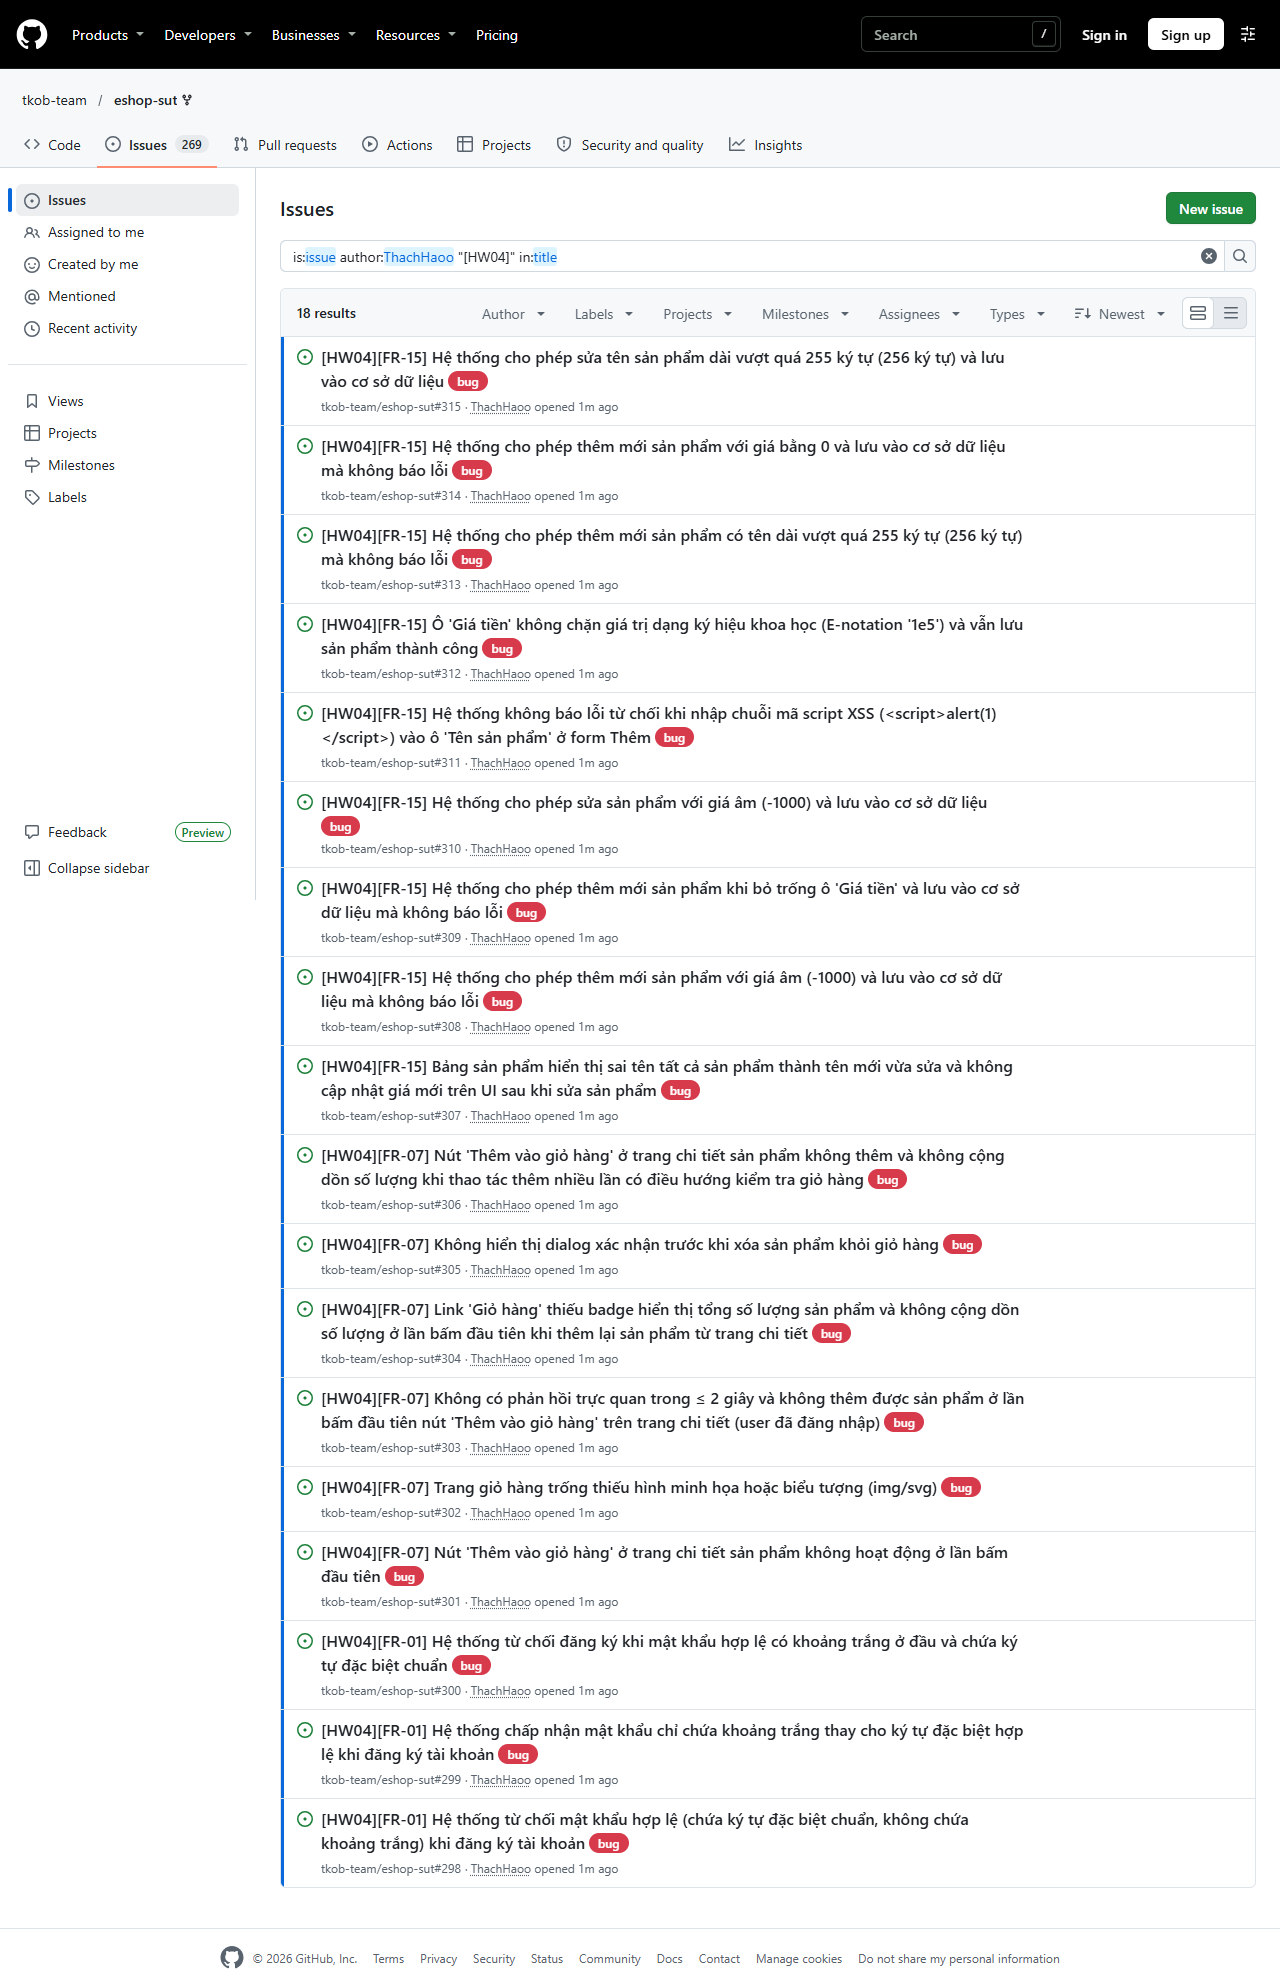 Products Developers Businesses Resources Pricing Search / Sign in Sign up
tkob-team / eshop-sut
Code Issues 269 Pull requests Actions Projects Security and quality Insights
Issues
Assigned to me
Created by me
Mentioned
Recent activity
Views
Projects
Milestones
Labels
Feedback Preview
Collapse sidebar
Issues New issue
is:issue author:ThachHaoo "[HW04]" in:title
18 results Author Labels Projects Milestones Assignees Types Newest
[HW04][FR-15] Hệ thống cho phép sửa tên sản phẩm dài vượt quá 255 ký tự (256 ký tự) và lưu
vào cơ sở dữ liệu bug
tkob-team/eshop-sut#315 · ThachHaoo opened 1m ago
[HW04][FR-15] Hệ thống cho phép thêm mới sản phẩm với giá bằng 0 và lưu vào cơ sở dữ liệu
mà không báo lỗi bug
tkob-team/eshop-sut#314 · ThachHaoo opened 1m ago
[HW04][FR-15] Hệ thống cho phép thêm mới sản phẩm có tên dài vượt quá 255 ký tự (256 ký tự)
mà không báo lỗi bug
tkob-team/eshop-sut#313 · ThachHaoo opened 1m ago
[HW04][FR-15] Ô 'Giá tiền' không chặn giá trị dạng ký hiệu khoa học (E-notation '1e5') và vẫn lưu
sản phẩm thành công bug
tkob-team/eshop-sut#312 · ThachHaoo opened 1m ago
[HW04][FR-15] Hệ thống không báo lỗi từ chối khi nhập chuỗi mã script XSS (<script>alert(1)
</script>) vào ô 'Tên sản phẩm' ở form Thêm bug
tkob-team/eshop-sut#311 · ThachHaoo opened 1m ago
[HW04][FR-15] Hệ thống cho phép sửa sản phẩm với giá âm (-1000) và lưu vào cơ sở dữ liệu
bug
tkob-team/eshop-sut#310 · ThachHaoo opened 1m ago
[HW04][FR-15] Hệ thống cho phép thêm mới sản phẩm khi bỏ trống ô 'Giá tiền' và lưu vào cơ sở
dữ liệu mà không báo lỗi bug
tkob-team/eshop-sut#309 · ThachHaoo opened 1m ago
[HW04][FR-15] Hệ thống cho phép thêm mới sản phẩm với giá âm (-1000) và lưu vào cơ sở dữ
liệu mà không báo lỗi bug
tkob-team/eshop-sut#308 · ThachHaoo opened 1m ago
[HW04][FR-15] Bảng sản phẩm hiển thị sai tên tất cả sản phẩm thành tên mới vừa sửa và không
cập nhật giá mới trên UI sau khi sửa sản phẩm bug
tkob-team/eshop-sut#307 · ThachHaoo opened 1m ago
[HW04][FR-07] Nút 'Thêm vào giỏ hàng' ở trang chi tiết sản phẩm không thêm và không cộng
dồn số lượng khi thao tác thêm nhiều lần có điều hướng kiểm tra giỏ hàng bug
tkob-team/eshop-sut#306 · ThachHaoo opened 1m ago
[HW04][FR-07] Không hiển thị dialog xác nhận trước khi xóa sản phẩm khỏi giỏ hàng bug
tkob-team/eshop-sut#305 · ThachHaoo opened 1m ago
[HW04][FR-07] Link 'Giỏ hàng' thiếu badge hiển thị tổng số lượng sản phẩm và không cộng dồn
số lượng ở lần bấm đầu tiên khi thêm lại sản phẩm từ trang chi tiết bug
tkob-team/eshop-sut#304 · ThachHaoo opened 1m ago
[HW04][FR-07] Không có phản hồi trực quan trong ≤ 2 giây và không thêm được sản phẩm ở lần
bấm đầu tiên nút 'Thêm vào giỏ hàng' trên trang chi tiết (user đã đăng nhập) bug
tkob-team/eshop-sut#303 · ThachHaoo opened 1m ago
[HW04][FR-07] Trang giỏ hàng trống thiếu hình minh họa hoặc biểu tượng (img/svg) bug
tkob-team/eshop-sut#302 · ThachHaoo opened 1m ago
[HW04][FR-07] Nút 'Thêm vào giỏ hàng' ở trang chi tiết sản phẩm không hoạt động ở lần bấm
đầu tiên bug
tkob-team/eshop-sut#301 · ThachHaoo opened 1m ago
[HW04][FR-01] Hệ thống từ chối đăng ký khi mật khẩu hợp lệ có khoảng trắng ở đầu và chứa ký
tự đặc biệt chuẩn bug
tkob-team/eshop-sut#300 · ThachHaoo opened 1m ago
[HW04][FR-01] Hệ thống chấp nhận mật khẩu chỉ chứa khoảng trắng thay cho ký tự đặc biệt hợp
lệ khi đăng ký tài khoản bug
tkob-team/eshop-sut#299 · ThachHaoo opened 1m ago
[HW04][FR-01] Hệ thống từ chối mật khẩu hợp lệ (chứa ký tự đặc biệt chuẩn, không chứa
khoảng trắng) khi đăng ký tài khoản bug
tkob-team/eshop-sut#298 · ThachHaoo opened 1m ago
© 2026 GitHub, Inc. Terms Privacy Security Status Community Docs Contact Manage cookies Do not share my personal information